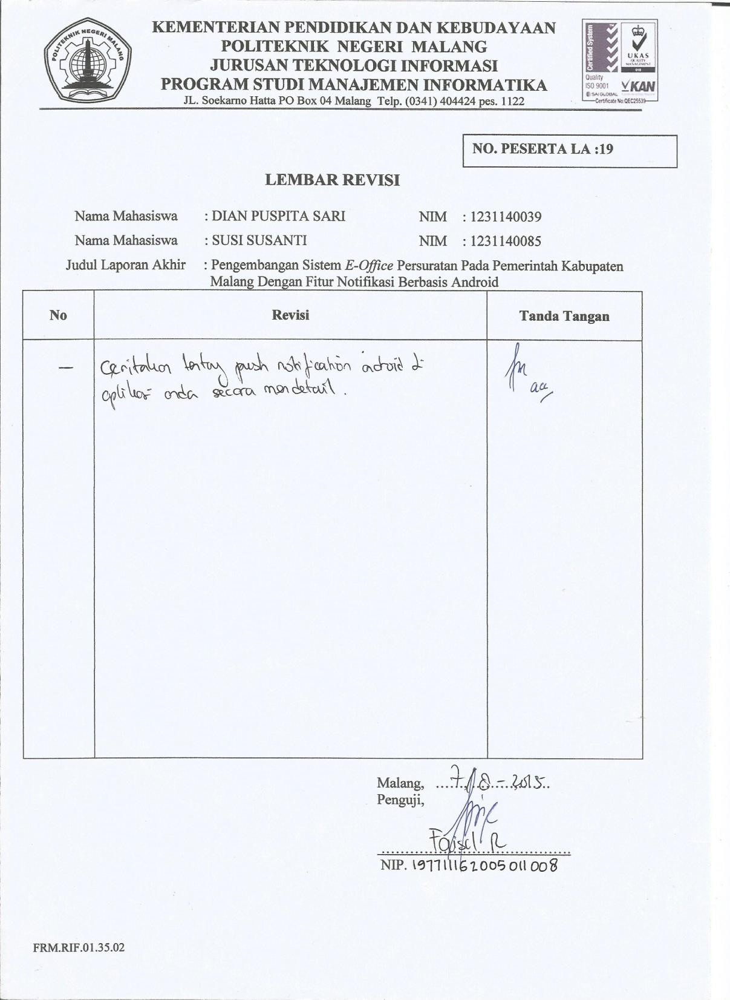 POLITEKNIK NEGERI MALANG
KEMENTERIAN PENDIDIKAN DAN KEBUDAYAAN
POLITEKNIK NEGERI MALANG
JURUSAN TEKNOLOGI INFORMASI
PROGRAM STUDI MANAJEMEN INFORMATIKA
JL. Soekarno Hatta PO Box 04 Malang Telp. (0341) 404424 pes. 1122
Certified System
UKAS
QUALITY
MANAGEMENT
Quality
ISO 9001
KAN
SAI GLOBAL
Certificate No:QEC25539
NO. PESERTA LA :19
LEMBAR REVISI
Nama Mahasiswa : DIAN PUSPITA SARI NIM : 1231140039
Nama Mahasiswa : SUSI SUSANTI NIM : 1231140085
Judul Laporan Akhir : Pengembangan Sistem E-Office Persuratan Pada Pemerintah Kabupaten
Malang Dengan Fitur Notifikasi Berbasis Android
No Revisi Tanda Tangan
— Ceritakan tentang push notification android di
aplikasi anda secara mendetail.
acc
Malang, 7/8-2015
Penguji,
Faisal R
NIP. 197711162005011008
FRM.RIF.01.35.02